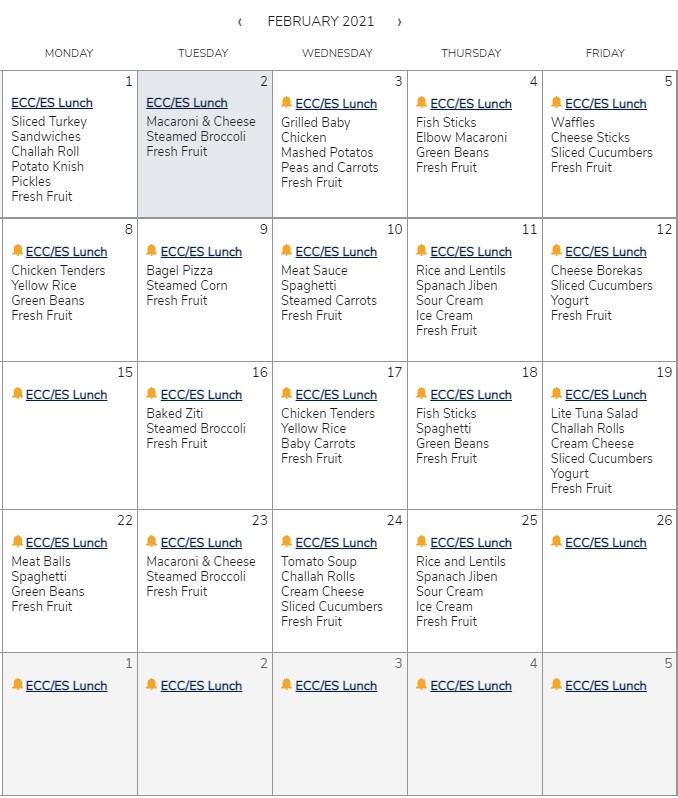 ‹ FEBRUARY 2021 ›
MONDAY TUESDAY WEDNESDAY THURSDAY FRIDAY
1
ECC/ES Lunch
Sliced Turkey
Sandwiches
Challah Roll
Potato Knish
Pickles
Fresh Fruit
2
ECC/ES Lunch
Macaroni & Cheese
Steamed Broccoli
Fresh Fruit
3
ECC/ES Lunch
Grilled Baby
Chicken
Mashed Potatos
Peas and Carrots
Fresh Fruit
4
ECC/ES Lunch
Fish Sticks
Elbow Macaroni
Green Beans
Fresh Fruit
5
ECC/ES Lunch
Waffles
Cheese Sticks
Sliced Cucumbers
Fresh Fruit
8
ECC/ES Lunch
Chicken Tenders
Yellow Rice
Green Beans
Fresh Fruit
9
ECC/ES Lunch
Bagel Pizza
Steamed Corn
Fresh Fruit
10
ECC/ES Lunch
Meat Sauce
Spaghetti
Steamed Carrots
Fresh Fruit
11
ECC/ES Lunch
Rice and Lentils
Spanach Jiben
Sour Cream
Ice Cream
Fresh Fruit
12
ECC/ES Lunch
Cheese Borekas
Sliced Cucumbers
Yogurt
Fresh Fruit
15
ECC/ES Lunch
16
ECC/ES Lunch
Baked Ziti
Steamed Broccoli
Fresh Fruit
17
ECC/ES Lunch
Chicken Tenders
Yellow Rice
Baby Carrots
Fresh Fruit
18
ECC/ES Lunch
Fish Sticks
Spaghetti
Green Beans
Fresh Fruit
19
ECC/ES Lunch
Lite Tuna Salad
Challah Rolls
Cream Cheese
Sliced Cucumbers
Yogurt
Fresh Fruit
22
ECC/ES Lunch
Meat Balls
Spaghetti
Green Beans
Fresh Fruit
23
ECC/ES Lunch
Macaroni & Cheese
Steamed Broccoli
Fresh Fruit
24
ECC/ES Lunch
Tomato Soup
Challah Rolls
Cream Cheese
Sliced Cucumbers
Fresh Fruit
25
ECC/ES Lunch
Rice and Lentils
Spanach Jiben
Sour Cream
Ice Cream
Fresh Fruit
26
ECC/ES Lunch
1
ECC/ES Lunch
2
ECC/ES Lunch
3
ECC/ES Lunch
4
ECC/ES Lunch
5
ECC/ES Lunch